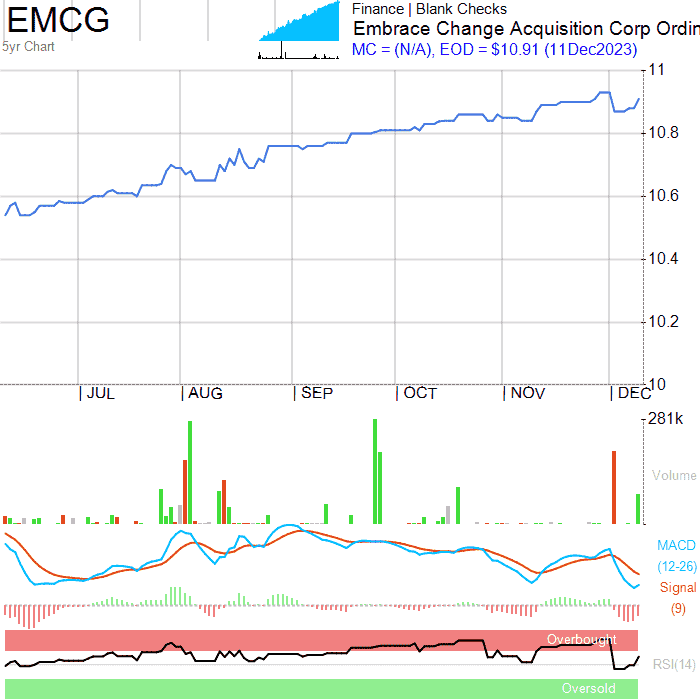 EMCG
5yr Chart
Finance | Blank Checks
Embrace Change Acquisition Corp Ordin
MC = (N/A), EOD = $10.91 (11Dec2023)
11
10.8
10.6
10.4
10.2
10
JUL AUG SEP OCT NOV DEC
281k
Volume
MACD
(12-26)
Signal
(9)
Overbought
RSI(14)
Oversold